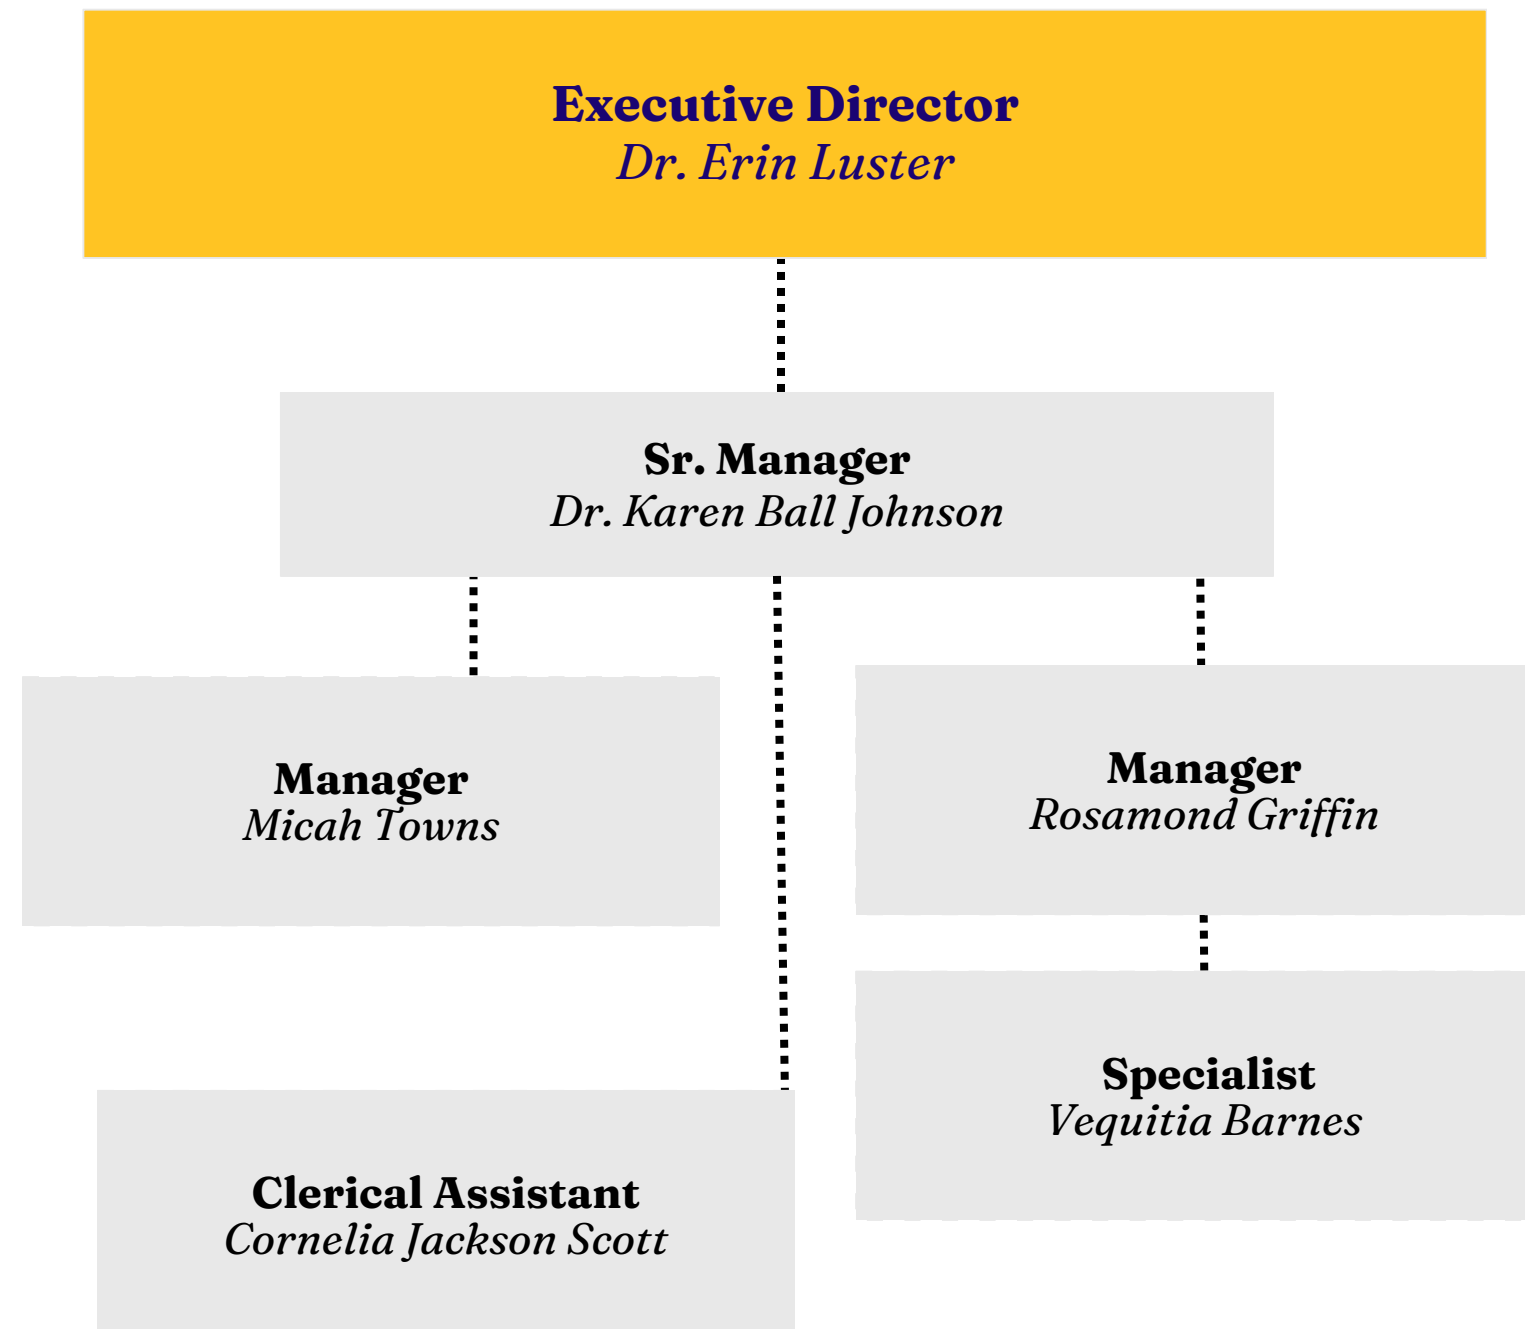 Executive Director
Dr. Erin Luster
Sr. Manager
Dr. Karen Ball Johnson
Manager
Micah Towns
Manager
Rosamond Griffin
Specialist
Vequitia Barnes
Clerical Assistant
Cornelia Jackson Scott